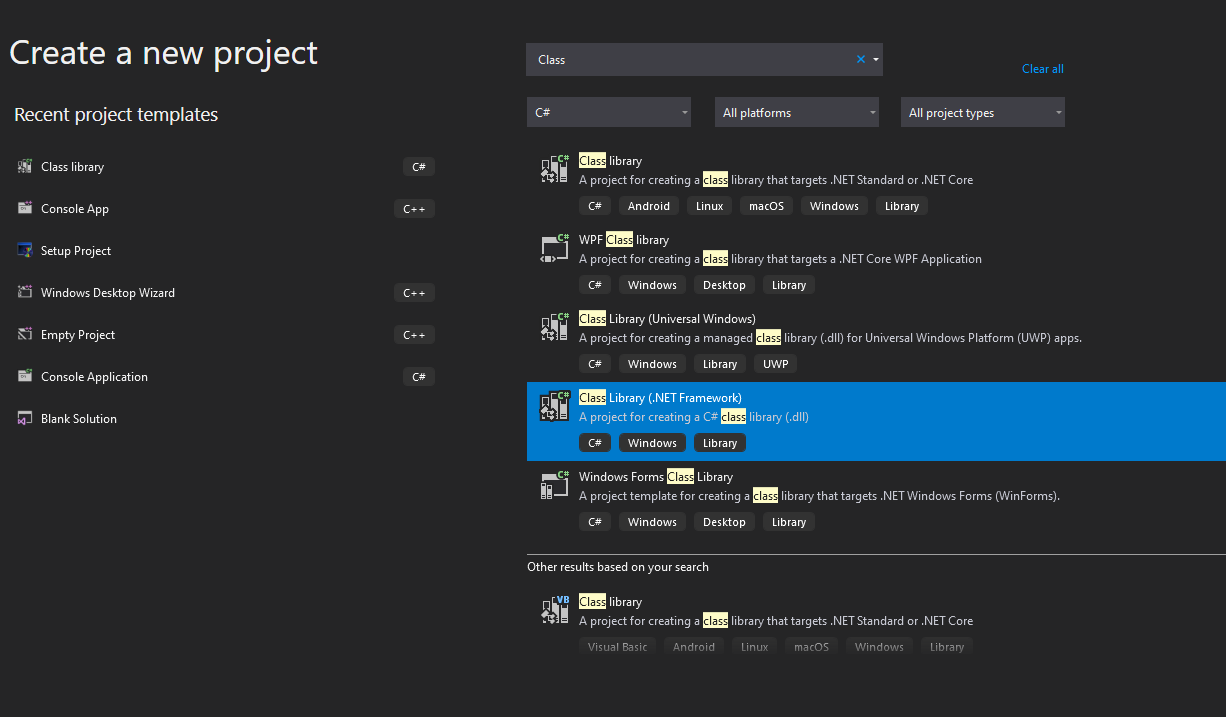 Create a new project
Recent project templates
Class library
C#
Console App
C++
Setup Project
Windows Desktop Wizard
C++
Empty Project
C++
Console Application
C#
Blank Solution
Class
Clear all
C#
All platforms
All project types
C#
Class library
A project for creating a class library that targets .NET Standard or .NET Core
C# Android Linux macOS Windows Library
C#
WPF Class library
A project for creating a class library that targets a .NET Core WPF Application
C# Windows Desktop Library
C#
Class Library (Universal Windows)
A project for creating a managed class library (.dll) for Universal Windows Platform (UWP) apps.
C# Windows Library UWP
C#
Class Library (.NET Framework)
A project for creating a C# class library (.dll)
C# Windows Library
C#
Windows Forms Class Library
A project template for creating a class library that targets .NET Windows Forms (WinForms).
C# Windows Desktop Library
Other results based on your search
VB
Class library
A project for creating a class library that targets .NET Standard or .NET Core
Visual Basic Android Linux macOS Windows Library